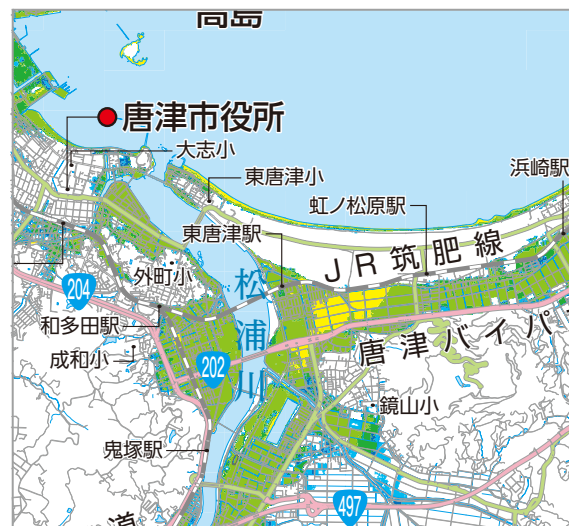 高島
唐津市役所
大志小
東唐津小
浜崎駅
虹ノ松原駅
東唐津駅
JR筑肥線
外町小
松浦川
204
和多田駅
唐津バイパ
成和小
202
鏡山小
鬼塚駅
497
道